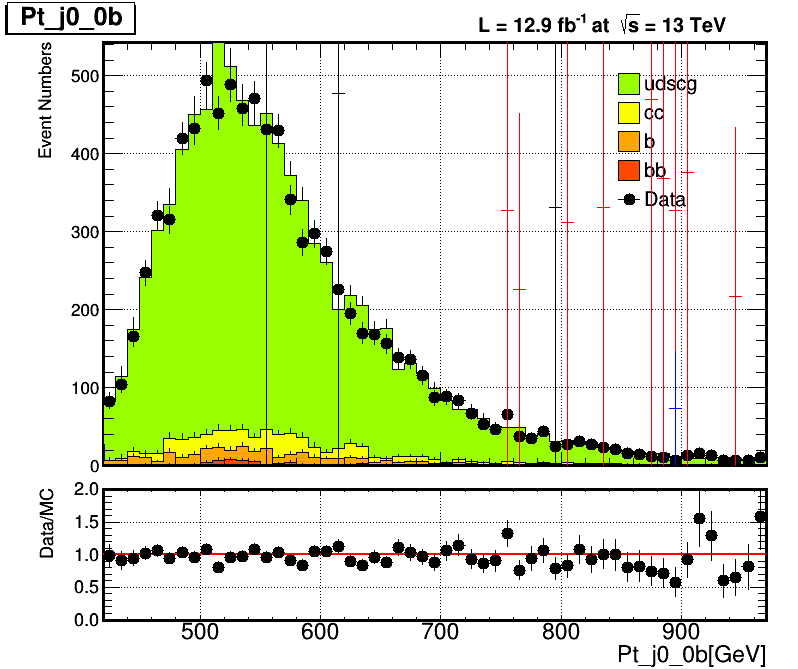 Pt_j0_0b
L = 12.9 fb-1 at √s = 13 TeV
Event Numbers
500
400
300
200
100
0
udscg
cc
b
bb
Data
Data/MC
2.0
1.5
1.0
0.5
0.0
500 600 700 800 900
Pt_j0_0b[GeV]